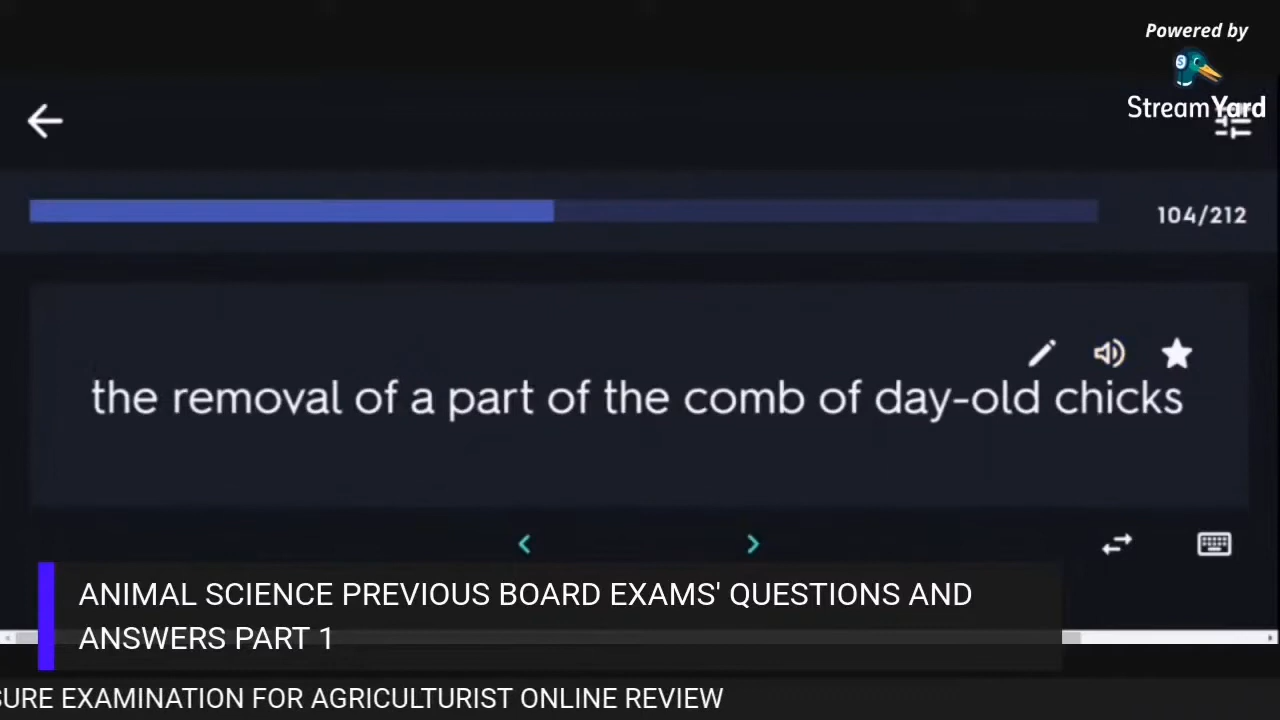 Powered by
StreamYard
104/212
the removal of a part of the comb of day-old chicks
ANIMAL SCIENCE PREVIOUS BOARD EXAMS' QUESTIONS AND
ANSWERS PART 1
SURE EXAMINATION FOR AGRICULTURIST ONLINE REVIEW